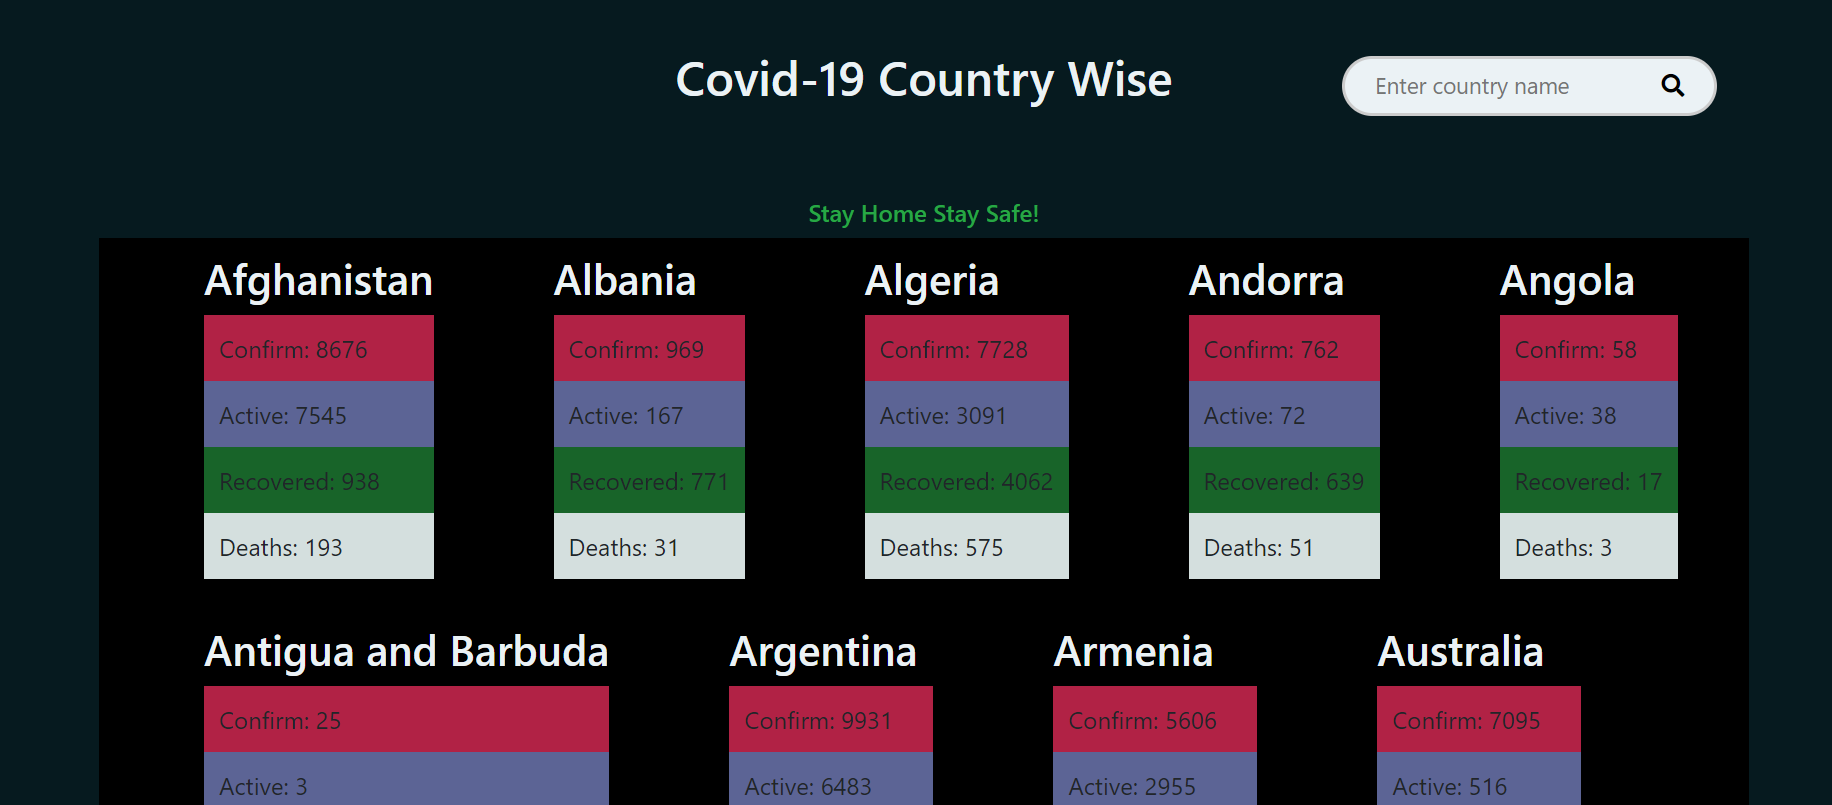 Covid-19 Country Wise
Enter country name
Stay Home Stay Safe!
Afghanistan
Confirm: 8676
Active: 7545
Recovered: 938
Deaths: 193
Albania
Confirm: 969
Active: 167
Recovered: 771
Deaths: 31
Algeria
Confirm: 7728
Active: 3091
Recovered: 4062
Deaths: 575
Andorra
Confirm: 762
Active: 72
Recovered: 639
Deaths: 51
Angola
Confirm: 58
Active: 38
Recovered: 17
Deaths: 3
Antigua and Barbuda
Confirm: 25
Active: 3
Argentina
Confirm: 9931
Active: 6483
Armenia
Confirm: 5606
Active: 2955
Australia
Confirm: 7095
Active: 516